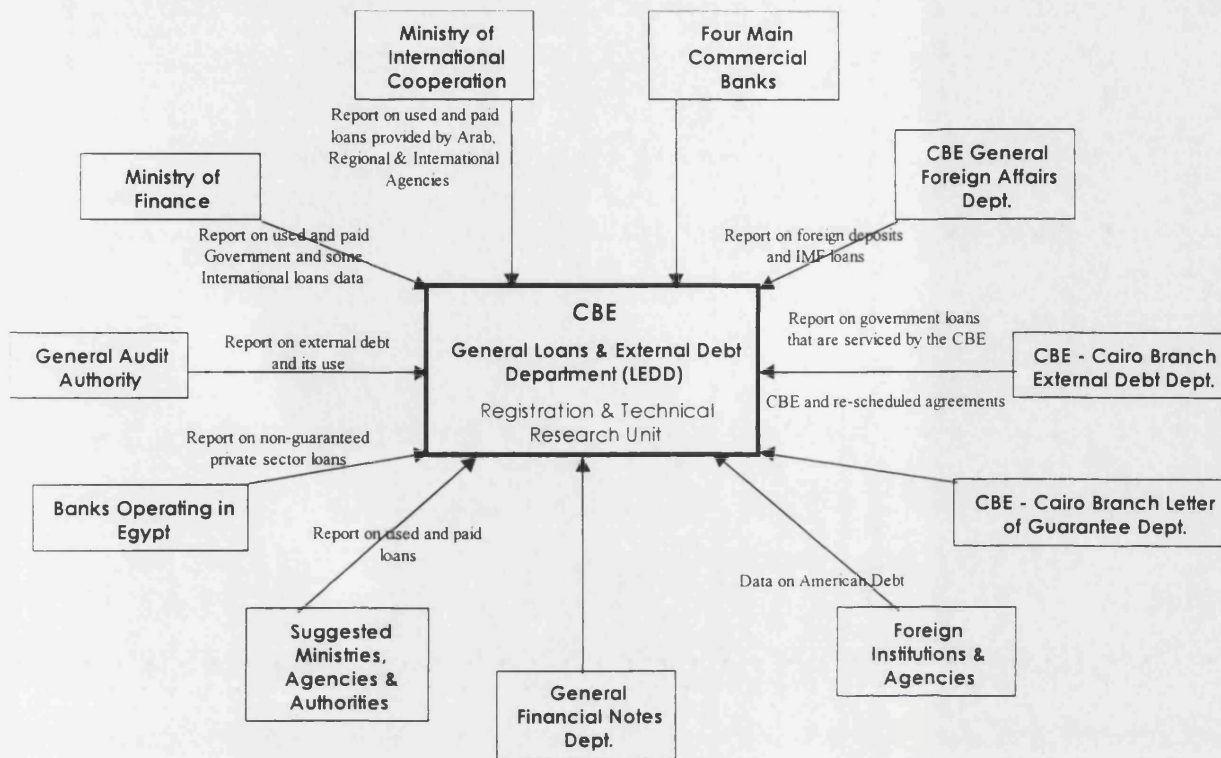 Ministry of
International
Cooperation
Four Main
Commercial
Banks
Report on used and paid
loans provided by Arab,
Regional & International
Agencies
Ministry of
Finance
CBE General
Foreign Affairs
Dept.
Report on used and paid
Government and some
International loans data
Report on foreign deposits
and IMF loans
CBE
General Loans & External Debt
Department (LEDD)
Registration & Technical
Research Unit
General Audit
Authority
Report on external debt
and its use
Report on government loans
that are serviced by the CBE
CBE - Cairo Branch
External Debt Dept.
CBE and re-scheduled agreements
Report on non-guaranteed
private sector loans
Banks Operating in
Egypt
CBE - Cairo Branch Letter
of Guarantee Dept.
Report on used and paid
loans
Data on American Debt
Suggested
Ministries,
Agencies &
Authorities
General
Financial Notes
Dept.
Foreign
Institutions &
Agencies